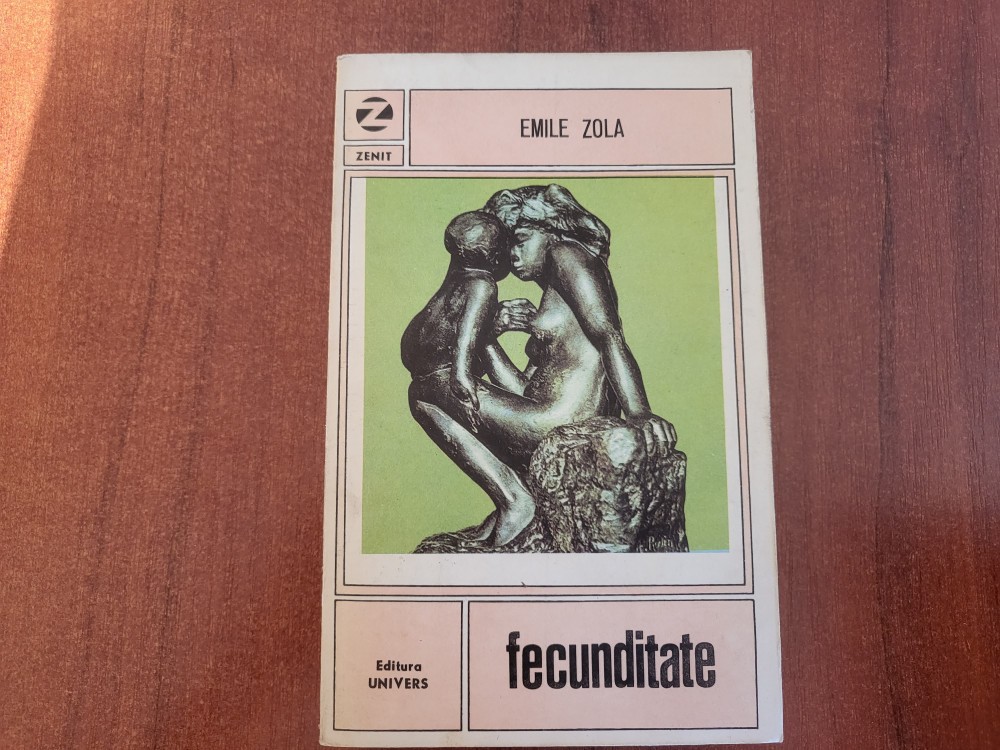 Z
EMILE ZOLA
ZENIT
Editura
UNIVERS
fecunditate